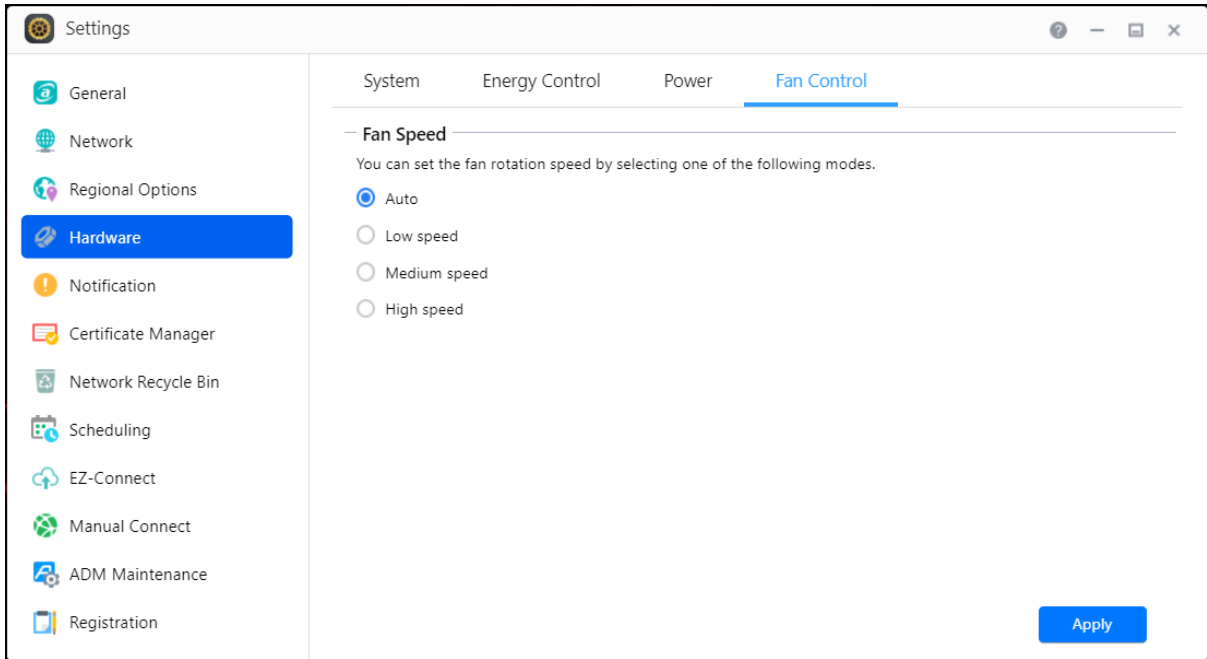 Settings
General
Network
Regional Options
Hardware
Notification
Certificate Manager
Network Recycle Bin
Scheduling
EZ-Connect
Manual Connect
ADM Maintenance
Registration
System Energy Control Power Fan Control
Fan Speed
You can set the fan rotation speed by selecting one of the following modes.
Auto
Low speed
Medium speed
High speed
Apply